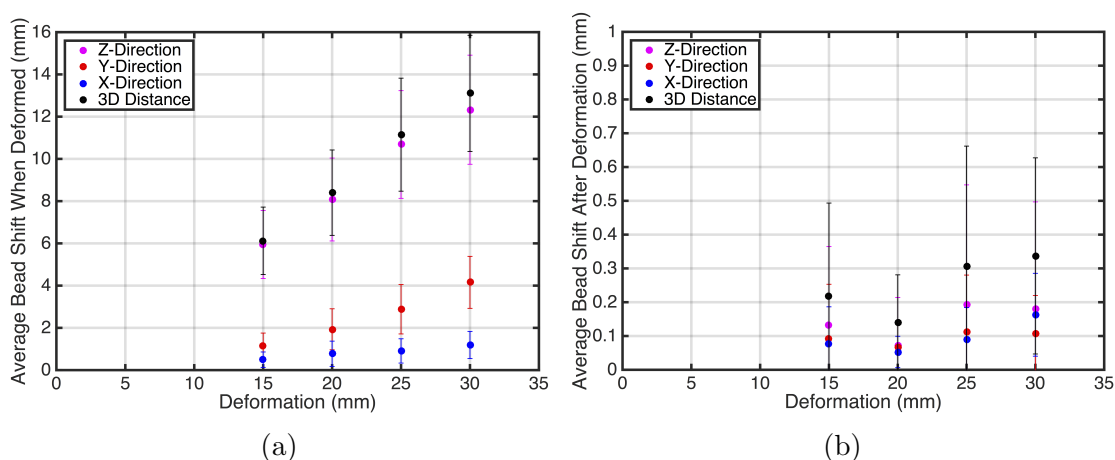 Average Bead Shift When Deformed (mm)
16
14
12
10
8
6
4
2
0
Z-Direction
Y-Direction
X-Direction
3D Distance
0 5 10 15 20 25 30 35
Deformation (mm)
(a)
Average Bead Shift After Deformation (mm)
1
0.9
0.8
0.7
0.6
0.5
0.4
0.3
0.2
0.1
0
Z-Direction
Y-Direction
X-Direction
3D Distance
0 5 10 15 20 25 30 35
Deformation (mm)
(b)